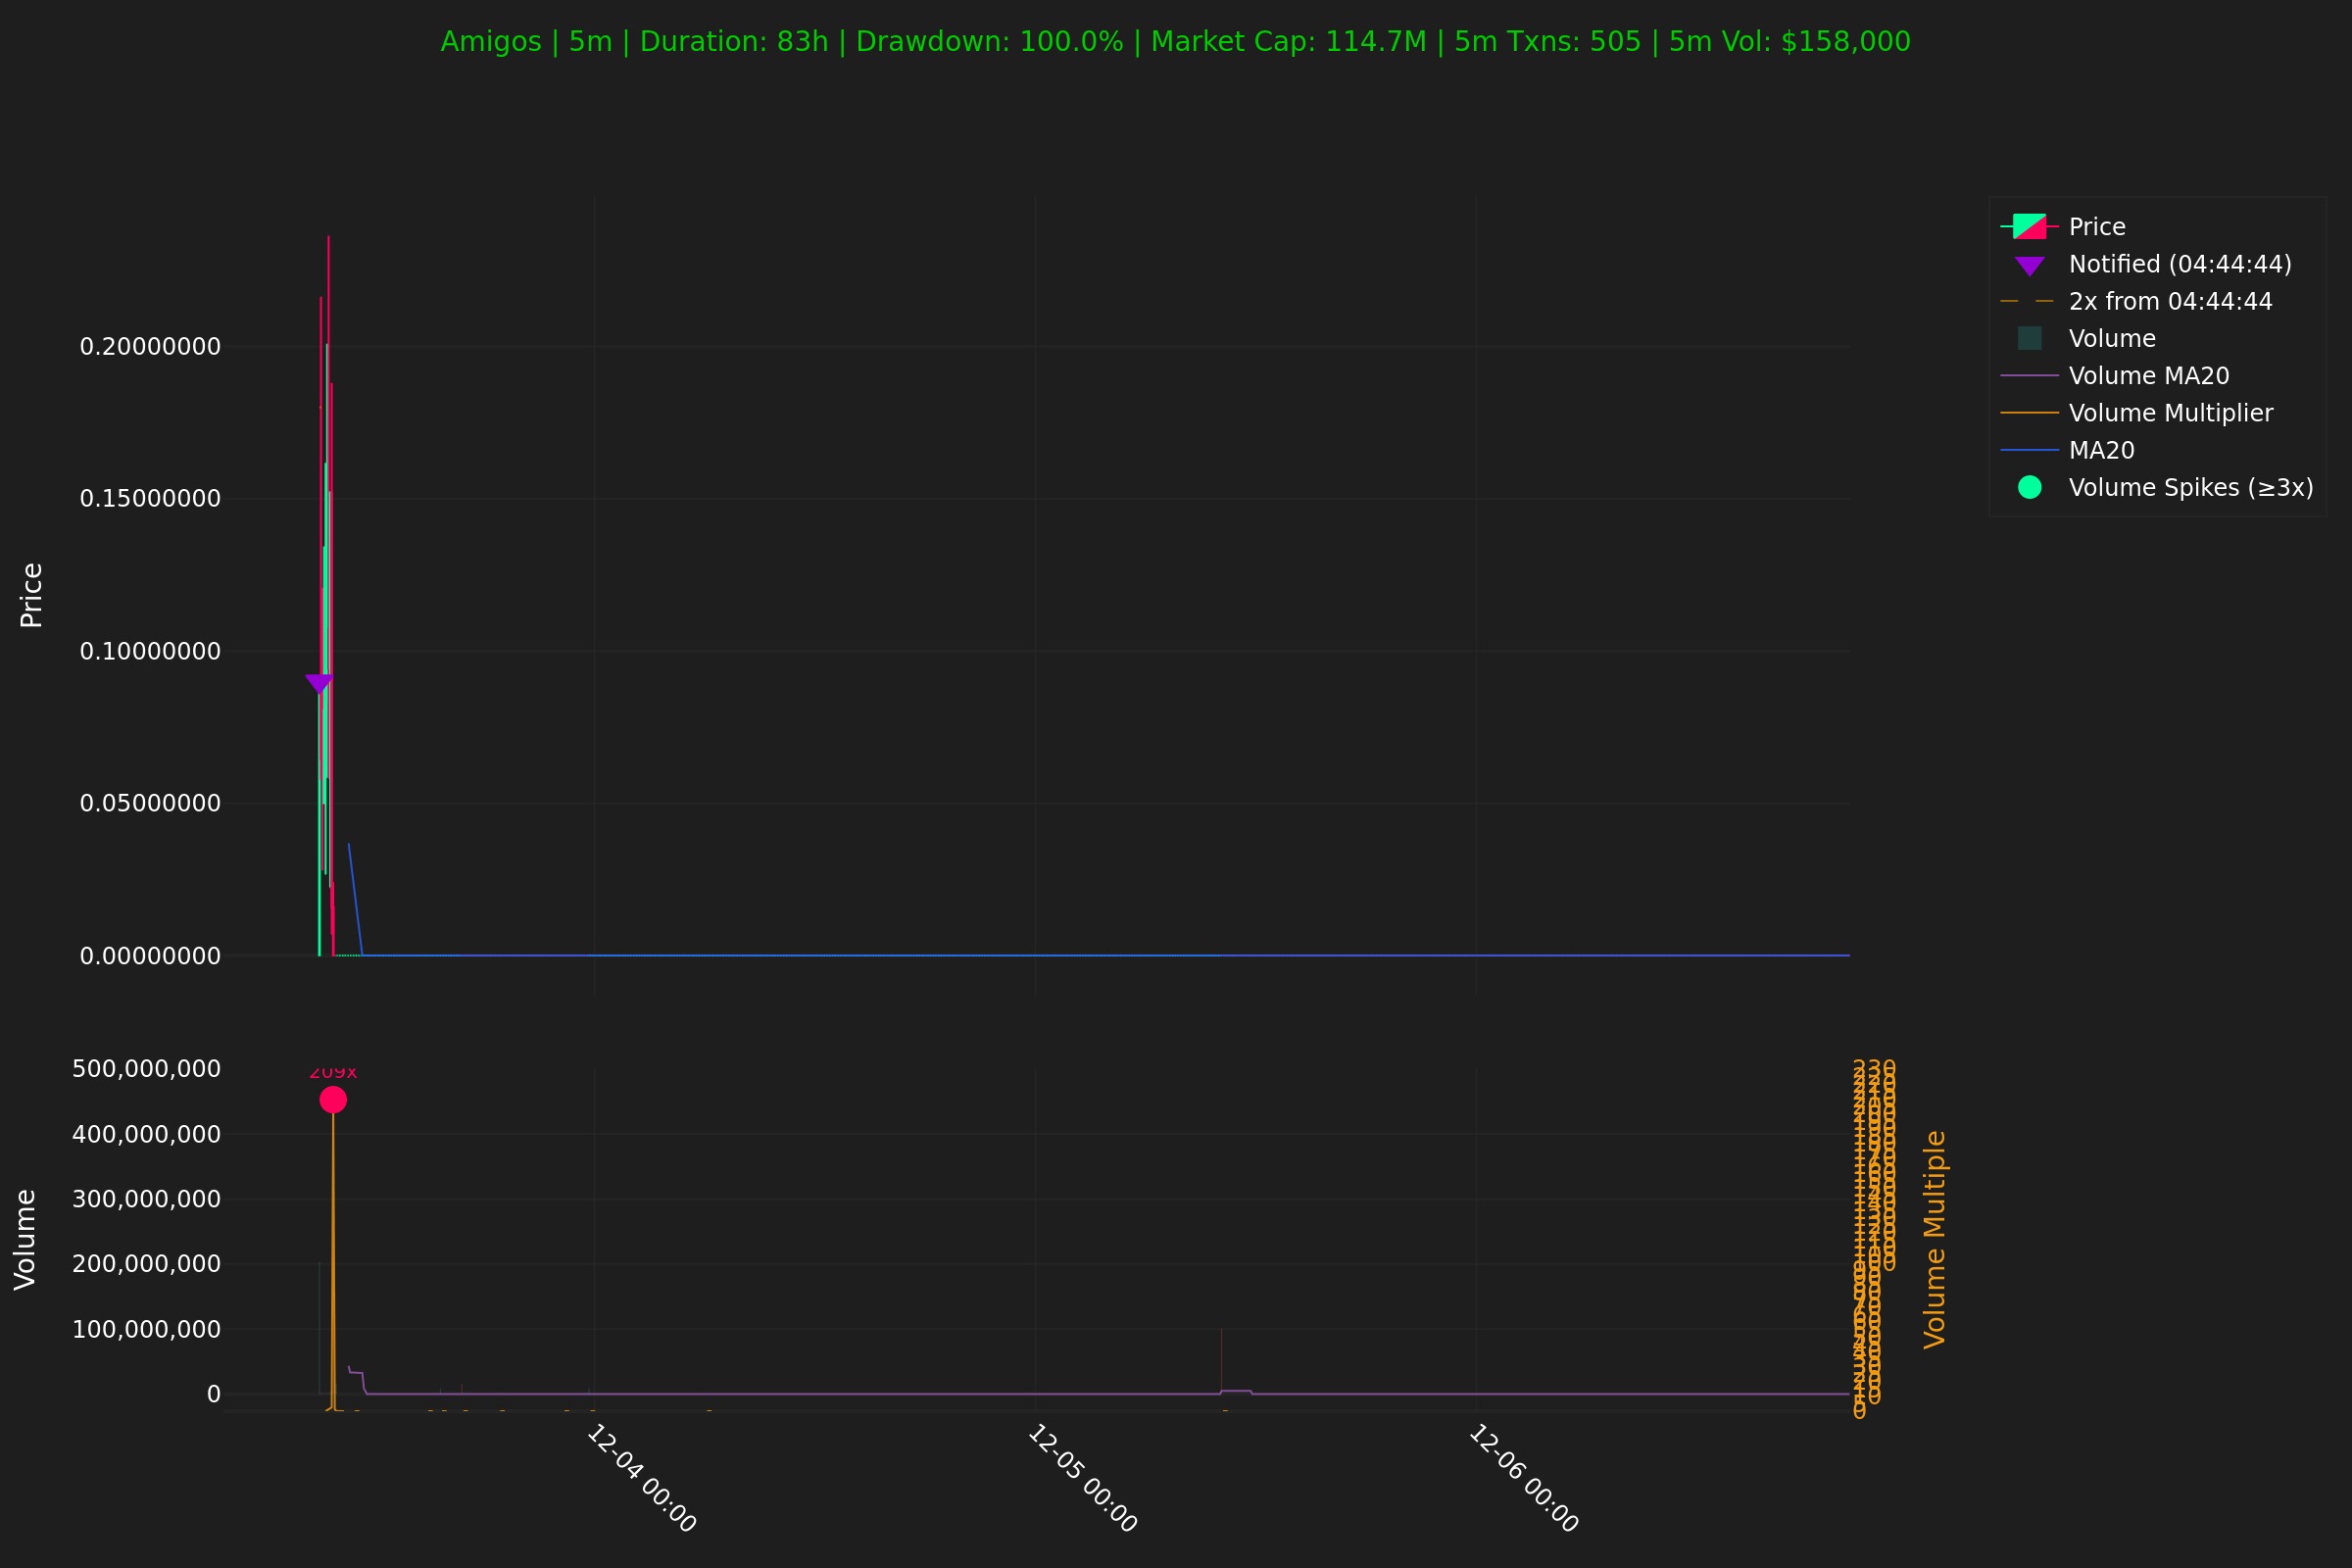 Amigos | 5m | Duration: 83h | Drawdown: 100.0% | Market Cap: 114.7M | 5m Txns: 505 | 5m Vol: $158,000
Price
Notified (04:44:44)
2x from 04:44:44
Volume
Volume MA20
Volume Multiplier
MA20
Volume Spikes (≥3x)
Price
0.20000000
0.15000000
0.10000000
0.05000000
0.00000000
Volume
500,000,000
400,000,000
300,000,000
200,000,000
100,000,000
0
209x
Volume Multiple
230
0
12-04 00:00
12-05 00:00
12-06 00:00